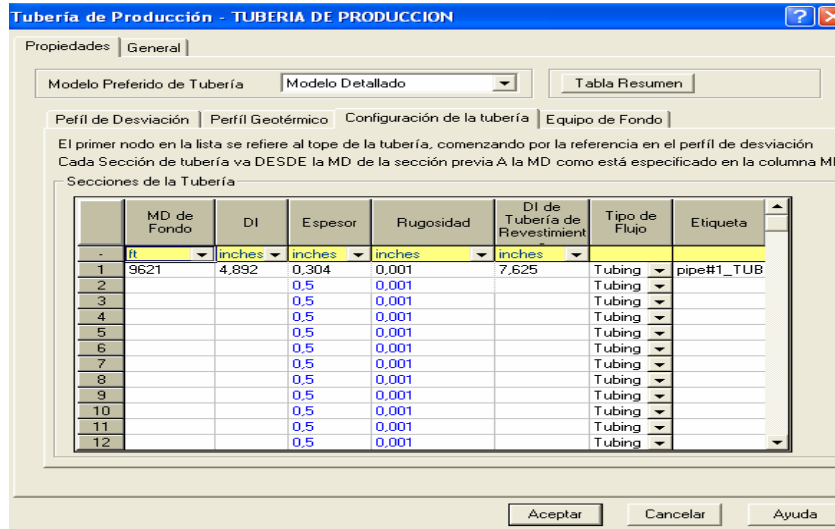 Tubería de Producción - TUBERIA DE PRODUCCION
Propiedades General
Modelo Preferido de Tubería Modelo Detallado Tabla Resumen
Pefíl de Desviación Perfíl Geotérmico Configuración de la tubería Equipo de Fondo
El primer nodo en la lista se refiere al tope de la tubería, comenzando por la referencia en el perfíl de desviación
Cada Sección de tubería va DESDE la MD de la sección previa A la MD como está especificado en la columna
Secciones de la Tubería
MD de Fondo DI Espesor Rugosidad DI de Tubería de Revestimient Tipo de Flujo Etiqueta
- ft inches inches inches inches
1 9621 4,892 0,304 0,001 7,625 Tubing pipe#1_TUB
2 0,5 0,001 Tubing
3 0,5 0,001 Tubing
4 0,5 0,001 Tubing
5 0,5 0,001 Tubing
6 0,5 0,001 Tubing
7 0,5 0,001 Tubing
8 0,5 0,001 Tubing
9 0,5 0,001 Tubing
10 0,5 0,001 Tubing
11 0,5 0,001 Tubing
12 0,5 0,001 Tubing
Aceptar Cancelar Ayuda